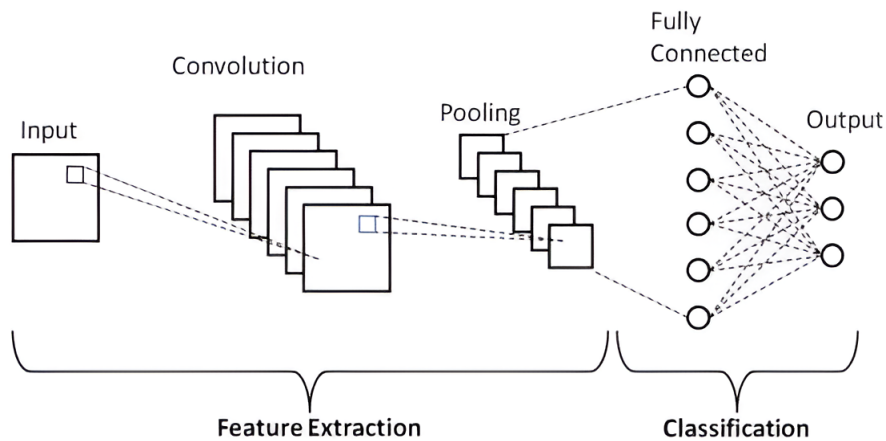 Input
Convolution
Pooling
Fully
Connected
Output
Feature Extraction
Classification